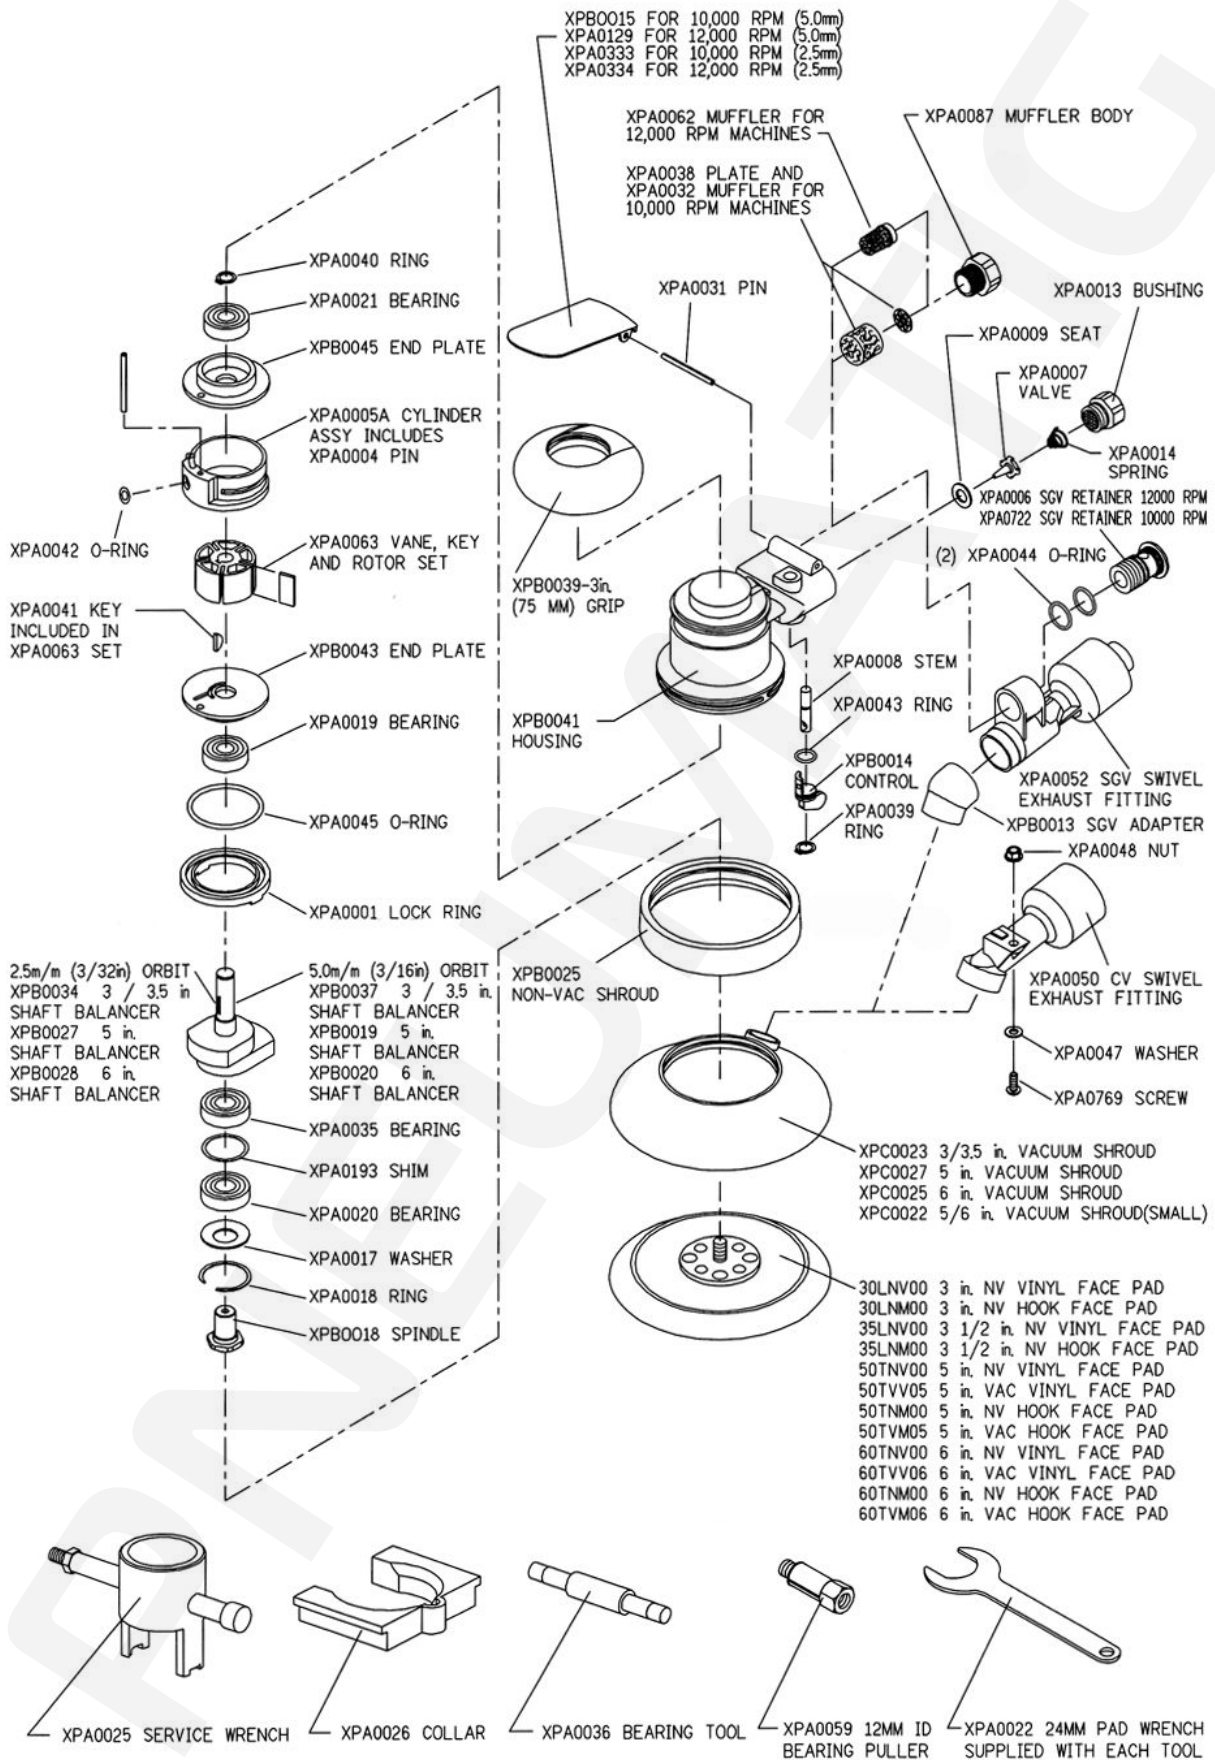 XPB0015 FOR 10,000 RPM (5.0mm)
XPA0129 FOR 12,000 RPM (5.0mm)
XPA0333 FOR 10,000 RPM (2.5mm)
XPA0334 FOR 12,000 RPM (2.5mm)
XPA0062 MUFFLER FOR
12,000 RPM MACHINES
XPA0087 MUFFLER BODY
XPA0038 PLATE AND
XPA0032 MUFFLER FOR
10,000 RPM MACHINES
XPA0040 RING
XPA0021 BEARING
XPB0045 END PLATE
XPA0005A CYLINDER
ASSY INCLUDES
XPA0004 PIN
XPA0042 O-RING
XPA0063 VANE, KEY
AND ROTOR SET
XPA0041 KEY
INCLUDED IN
XPA0063 SET
XPB0043 END PLATE
XPA0019 BEARING
XPA0045 O-RING
XPA0001 LOCK RING
2.5m/m (3/32in) ORBIT
XPB0034 3 / 3.5 in
SHAFT BALANCER
XPB0027 5 in.
SHAFT BALANCER
XPB0028 6 in.
SHAFT BALANCER
5.0m/m (3/16in) ORBIT
XPB0037 3 / 3.5 in.
SHAFT BALANCER
XPB0019 5 in.
SHAFT BALANCER
XPB0020 6 in.
SHAFT BALANCER
XPA0035 BEARING
XPA0193 SHIM
XPA0020 BEARING
XPA0017 WASHER
XPA0018 RING
XPB0018 SPINDLE
XPA0031 PIN
XPA0013 BUSHING
XPA0009 SEAT
XPA0007
VALVE
XPA0014
SPRING
XPA0006 SGV RETAINER 12000 RPM
XPA0722 SGV RETAINER 10000 RPM
(2) XPA0044 O-RING
XPB0039-3in.
(75 MM) GRIP
XPB0041
HOUSING
XPA0008 STEM
XPA0043 RING
XPB0014
CONTROL
XPA0039
RING
XPA0052 SGV SWIVEL
EXHAUST FITTING
XPB0013 SGV ADAPTER
XPA0048 NUT
XPB0025
NON-VAC SHROUD
XPA0050 CV SWIVEL
EXHAUST FITTING
XPA0047 WASHER
XPA0769 SCREW
XPC0023 3/3.5 in. VACUUM SHROUD
XPC0027 5 in. VACUUM SHROUD
XPC0025 6 in. VACUUM SHROUD
XPC0022 5/6 in. VACUUM SHROUD(SMALL)
30LNV00 3 in. NV VINYL FACE PAD
30LNM00 3 in. NV HOOK FACE PAD
35LNV00 3 1/2 in. NV VINYL FACE PAD
35LNM00 3 1/2 in. NV HOOK FACE PAD
50TNV00 5 in. NV VINYL FACE PAD
50TVV05 5 in. VAC VINYL FACE PAD
50TNM00 5 in. NV HOOK FACE PAD
50TVM05 5 in. VAC HOOK FACE PAD
60TNV00 6 in. NV VINYL FACE PAD
60TVV06 6 in. VAC VINYL FACE PAD
60TNM00 6 in. NV HOOK FACE PAD
60TVM06 6 in. VAC HOOK FACE PAD
XPA0025 SERVICE WRENCH
XPA0026 COLLAR
XPA0036 BEARING TOOL
XPA0059 12MM ID
BEARING PULLER
XPA0022 24MM PAD WRENCH
SUPPLIED WITH EACH TOOL
PNEUMATIC